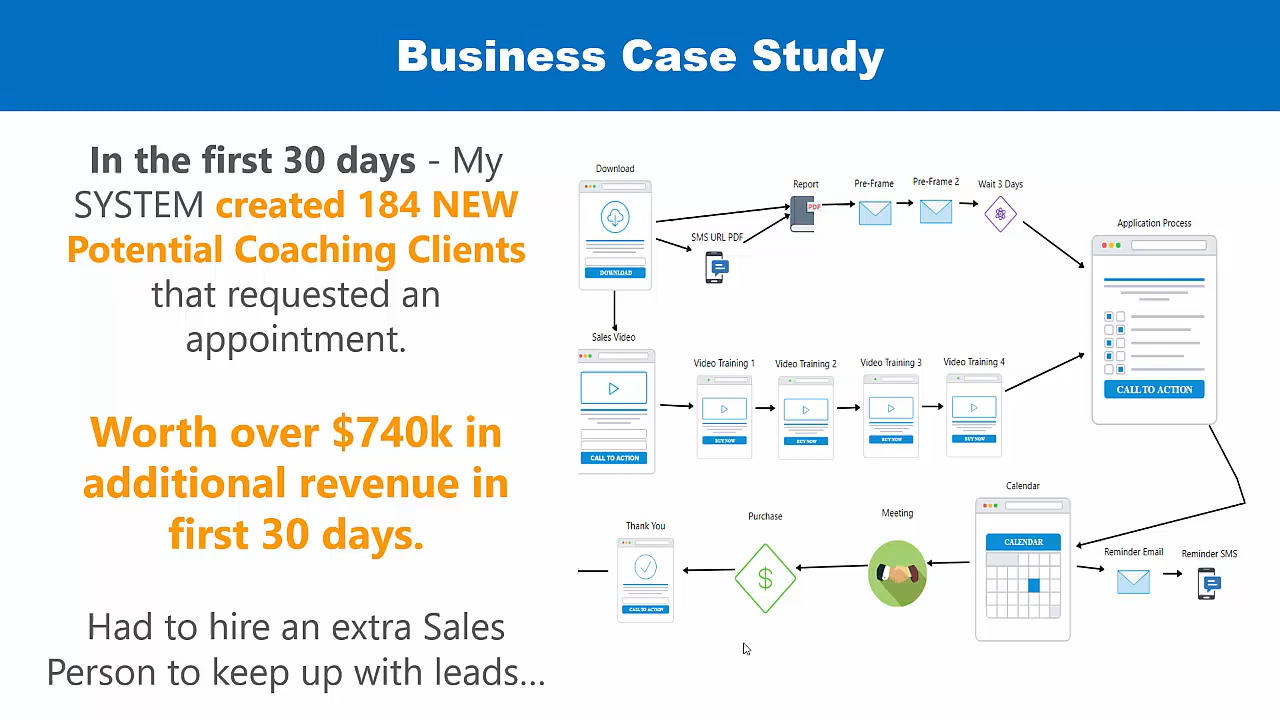 Business Case Study
In the first 30 days - My
SYSTEM created 184 NEW
Potential Coaching Clients
that requested an
appointment.
Worth over $740k in
additional revenue in
first 30 days.
Had to hire an extra Sales
Person to keep up with leads...
Download
DOWNLOAD
SMS URL PDF
Report
PDF
Pre-Frame
Pre-Frame 2
Wait 3 Days
Application Process
CALL TO ACTION
Sales Video
CALL TO ACTION
Video Training 1
BUY NOW
Video Training 2
BUY NOW
Video Training 3
BUY NOW
Video Training 4
BUY NOW
Thank You
CALL TO ACTION
Purchase
$
Meeting
Calendar
CALENDAR
Reminder Email
Reminder SMS